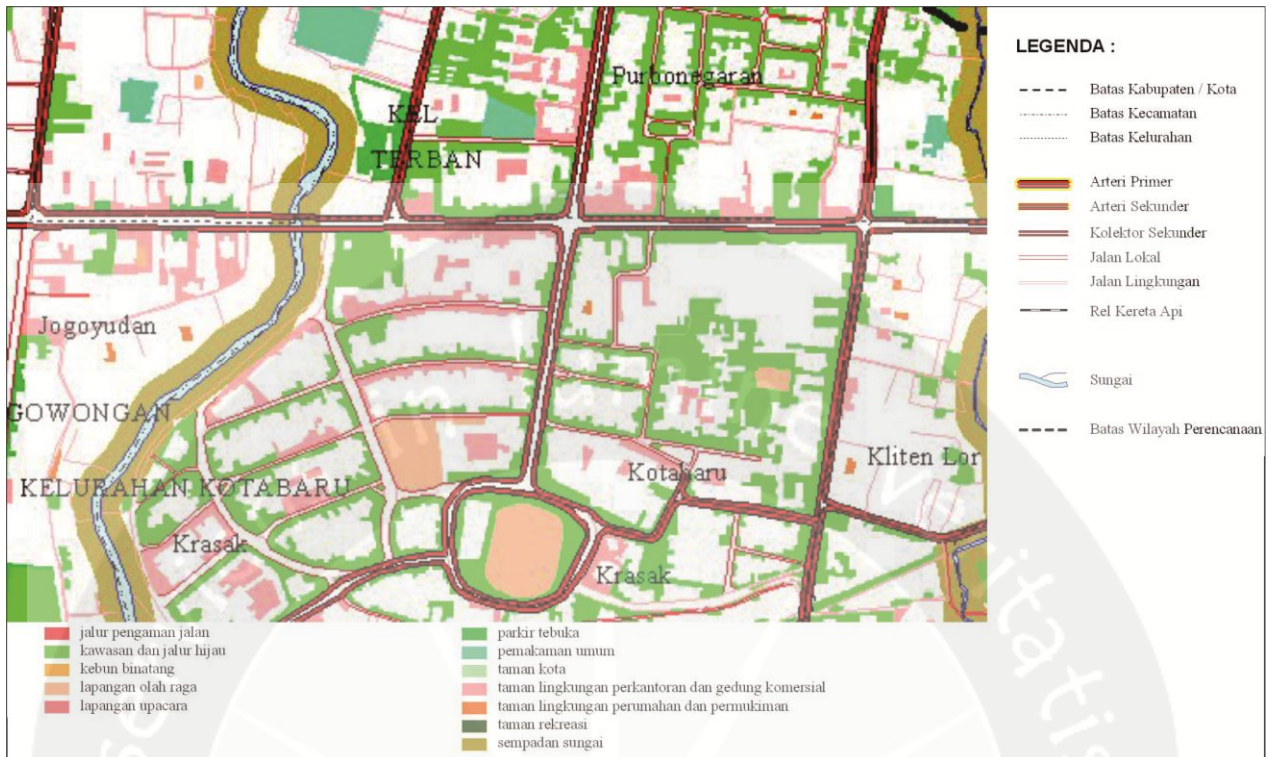 Purbonegaran
KEL
TERBAN
Jogoyudan
GOWONGAN
KELURAHAN KOTABARU
Kotabaru
Kliten Lor
Krasak
Krasak
LEGENDA :
Batas Kabupaten / Kota
Batas Kecamatan
Batas Kelurahan
Arteri Primer
Arteri Sekunder
Kolektor Sekunder
Jalan Lokal
Jalan Lingkungan
Rel Kereta Api
Sungai
Batas Wilayah Perencanaan
jalur pengaman jalan
kawasan dan jalur hijau
kebun binatang
lapangan olah raga
lapangan upacara
parkir tebuka
pemakaman umum
taman kota
taman lingkungan perkantoran dan gedung komersial
taman lingkungan perumahan dan permukiman
taman rekreasi
sempadan sungai